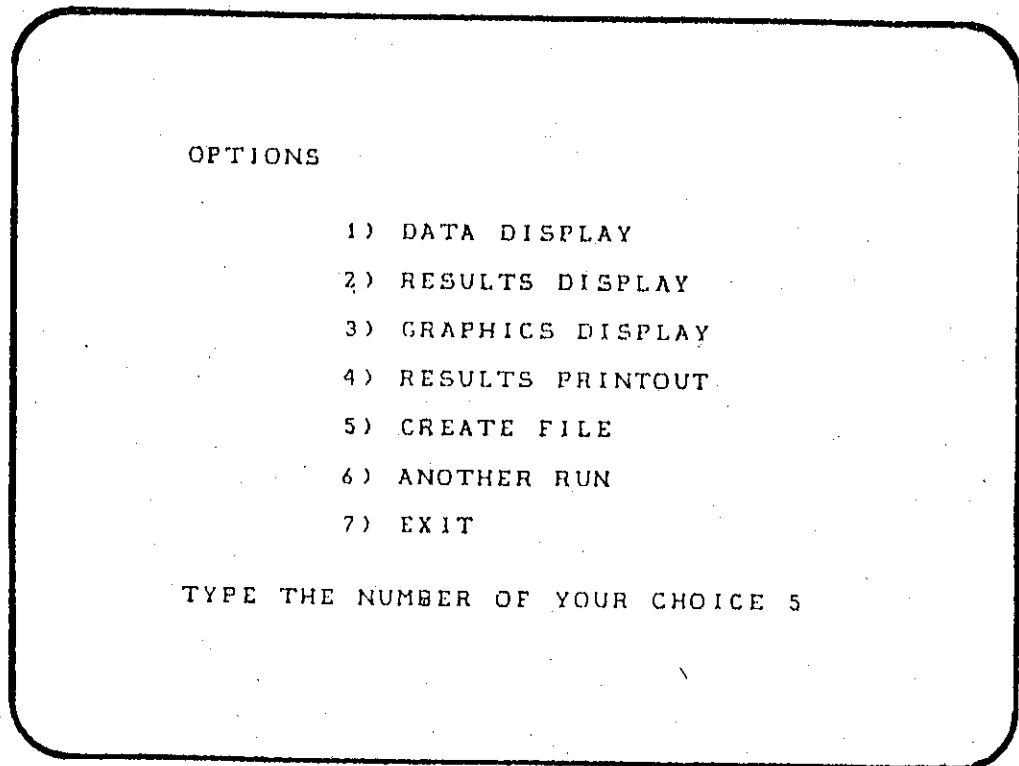 OPTIONS
1) DATA DISPLAY
2) RESULTS DISPLAY
3) GRAPHICS DISPLAY
4) RESULTS PRINTOUT
5) CREATE FILE
6) ANOTHER RUN
7) EXIT
TYPE THE NUMBER OF YOUR CHOICE 5